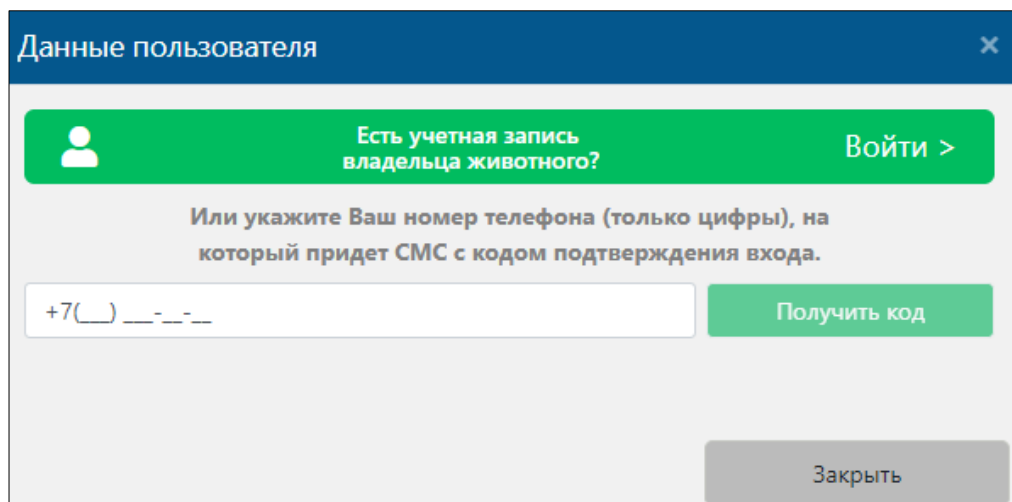 Данные пользователя ×
Есть учетная запись
владельца животного?
Войти >
Или укажите Ваш номер телефона (только цифры), на
который придет СМС с кодом подтверждения входа.
+7(___) ___-__-__
Получить код
Закрыть